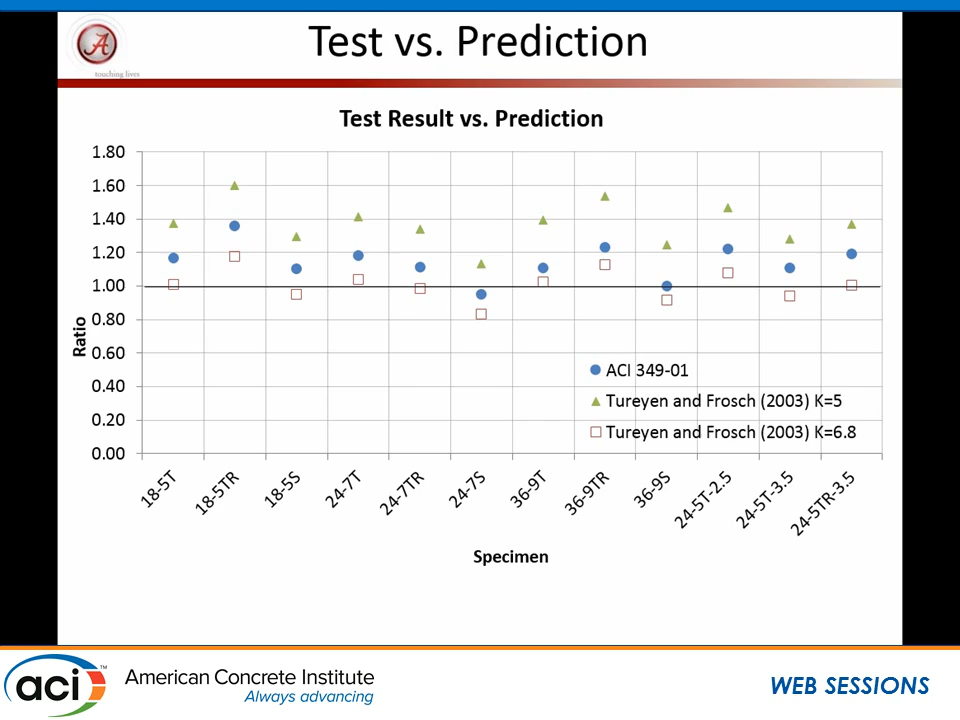 Test vs. Prediction
A
touching lives
Test Result vs. Prediction
1.80
1.60
1.40
1.20
1.00
0.80
0.60
0.40
0.20
0.00
Ratio
ACI 349-01
Tureyen and Frosch (2003) K=5
Tureyen and Frosch (2003) K=6.8
18-5T
18-5TR
18-5S
24-7T
24-7TR
24-7S
36-9T
36-9TR
36-9S
24-5T-2.5
24-5T-3.5
24-5TR-3.5
Specimen
aci™
American Concrete Institute
Always advancing
WEB SESSIONS